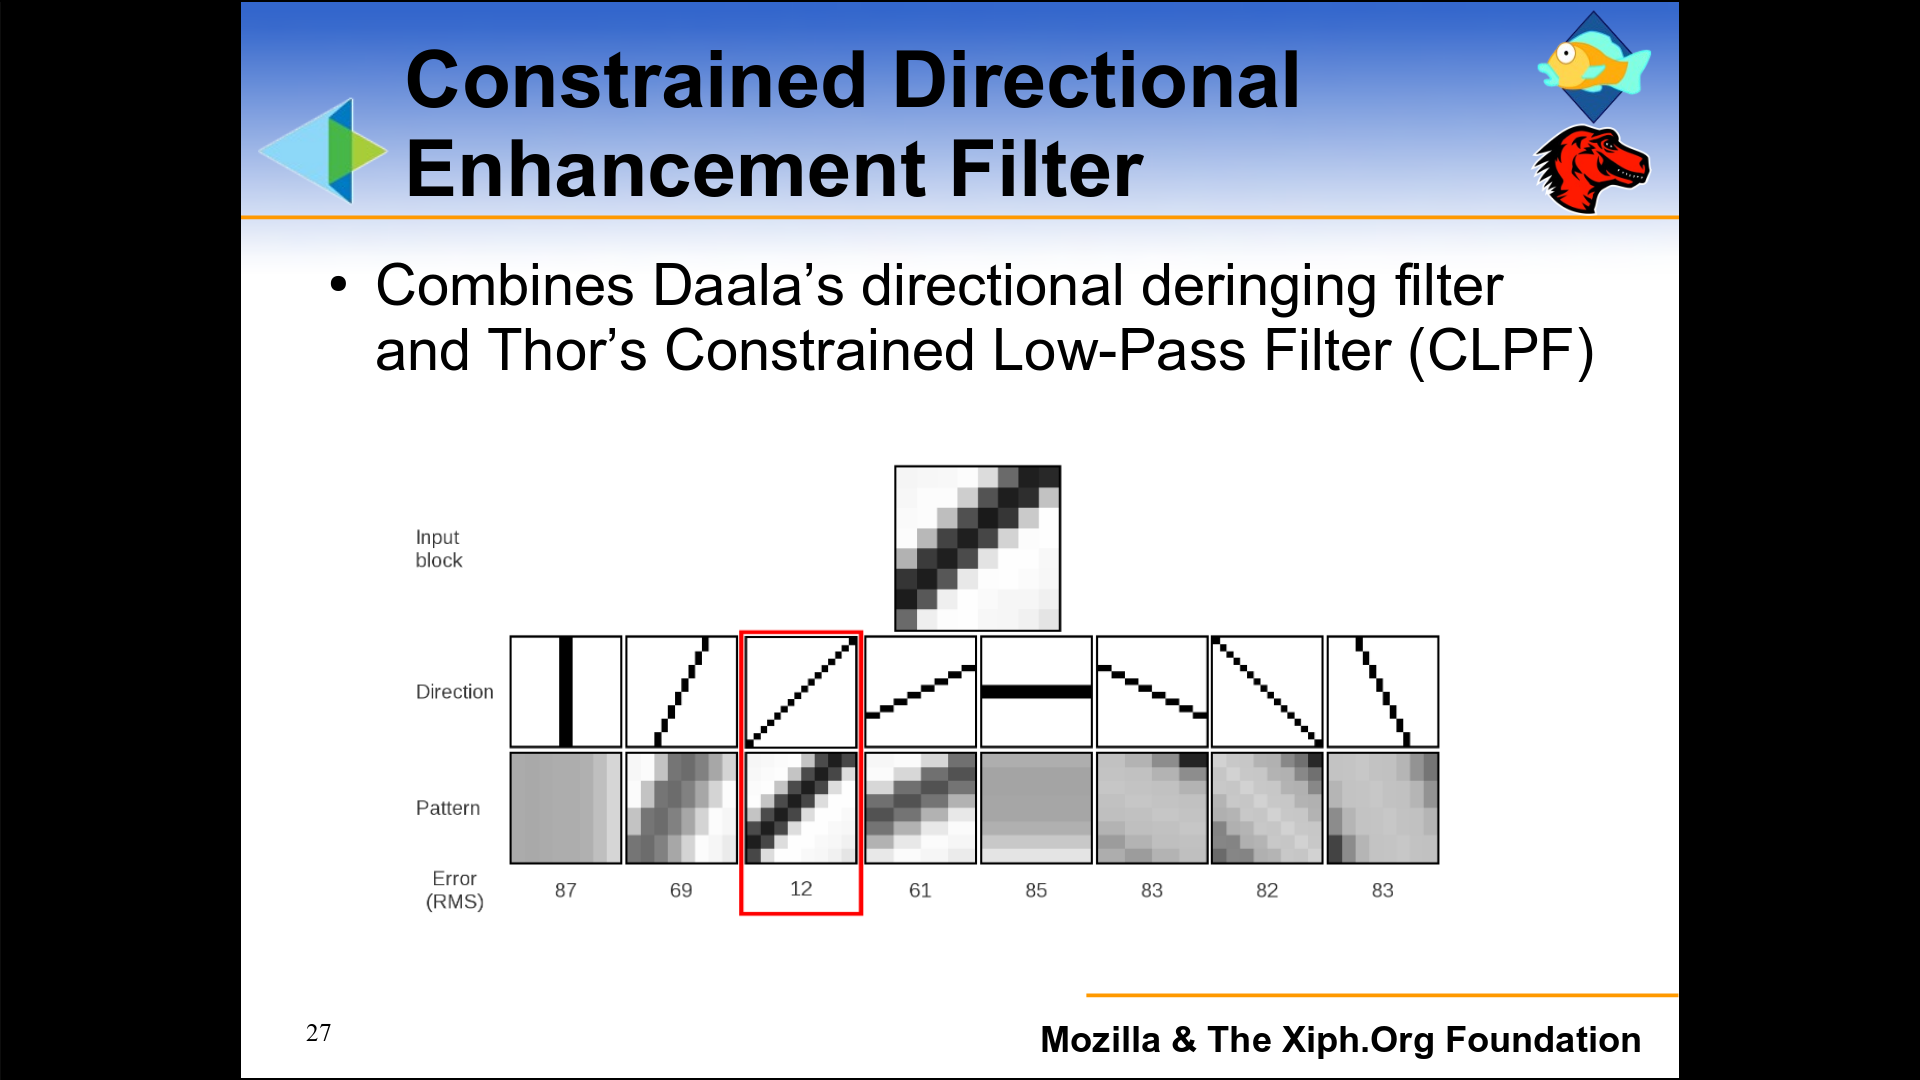 Constrained Directional
Enhancement Filter
• Combines Daala’s directional deringing filter
and Thor’s Constrained Low-Pass Filter (CLPF)
Input
block
Direction
Pattern
Error
(RMS)
87 69 12 61 85 83 82 83
27
Mozilla & The Xiph.Org Foundation